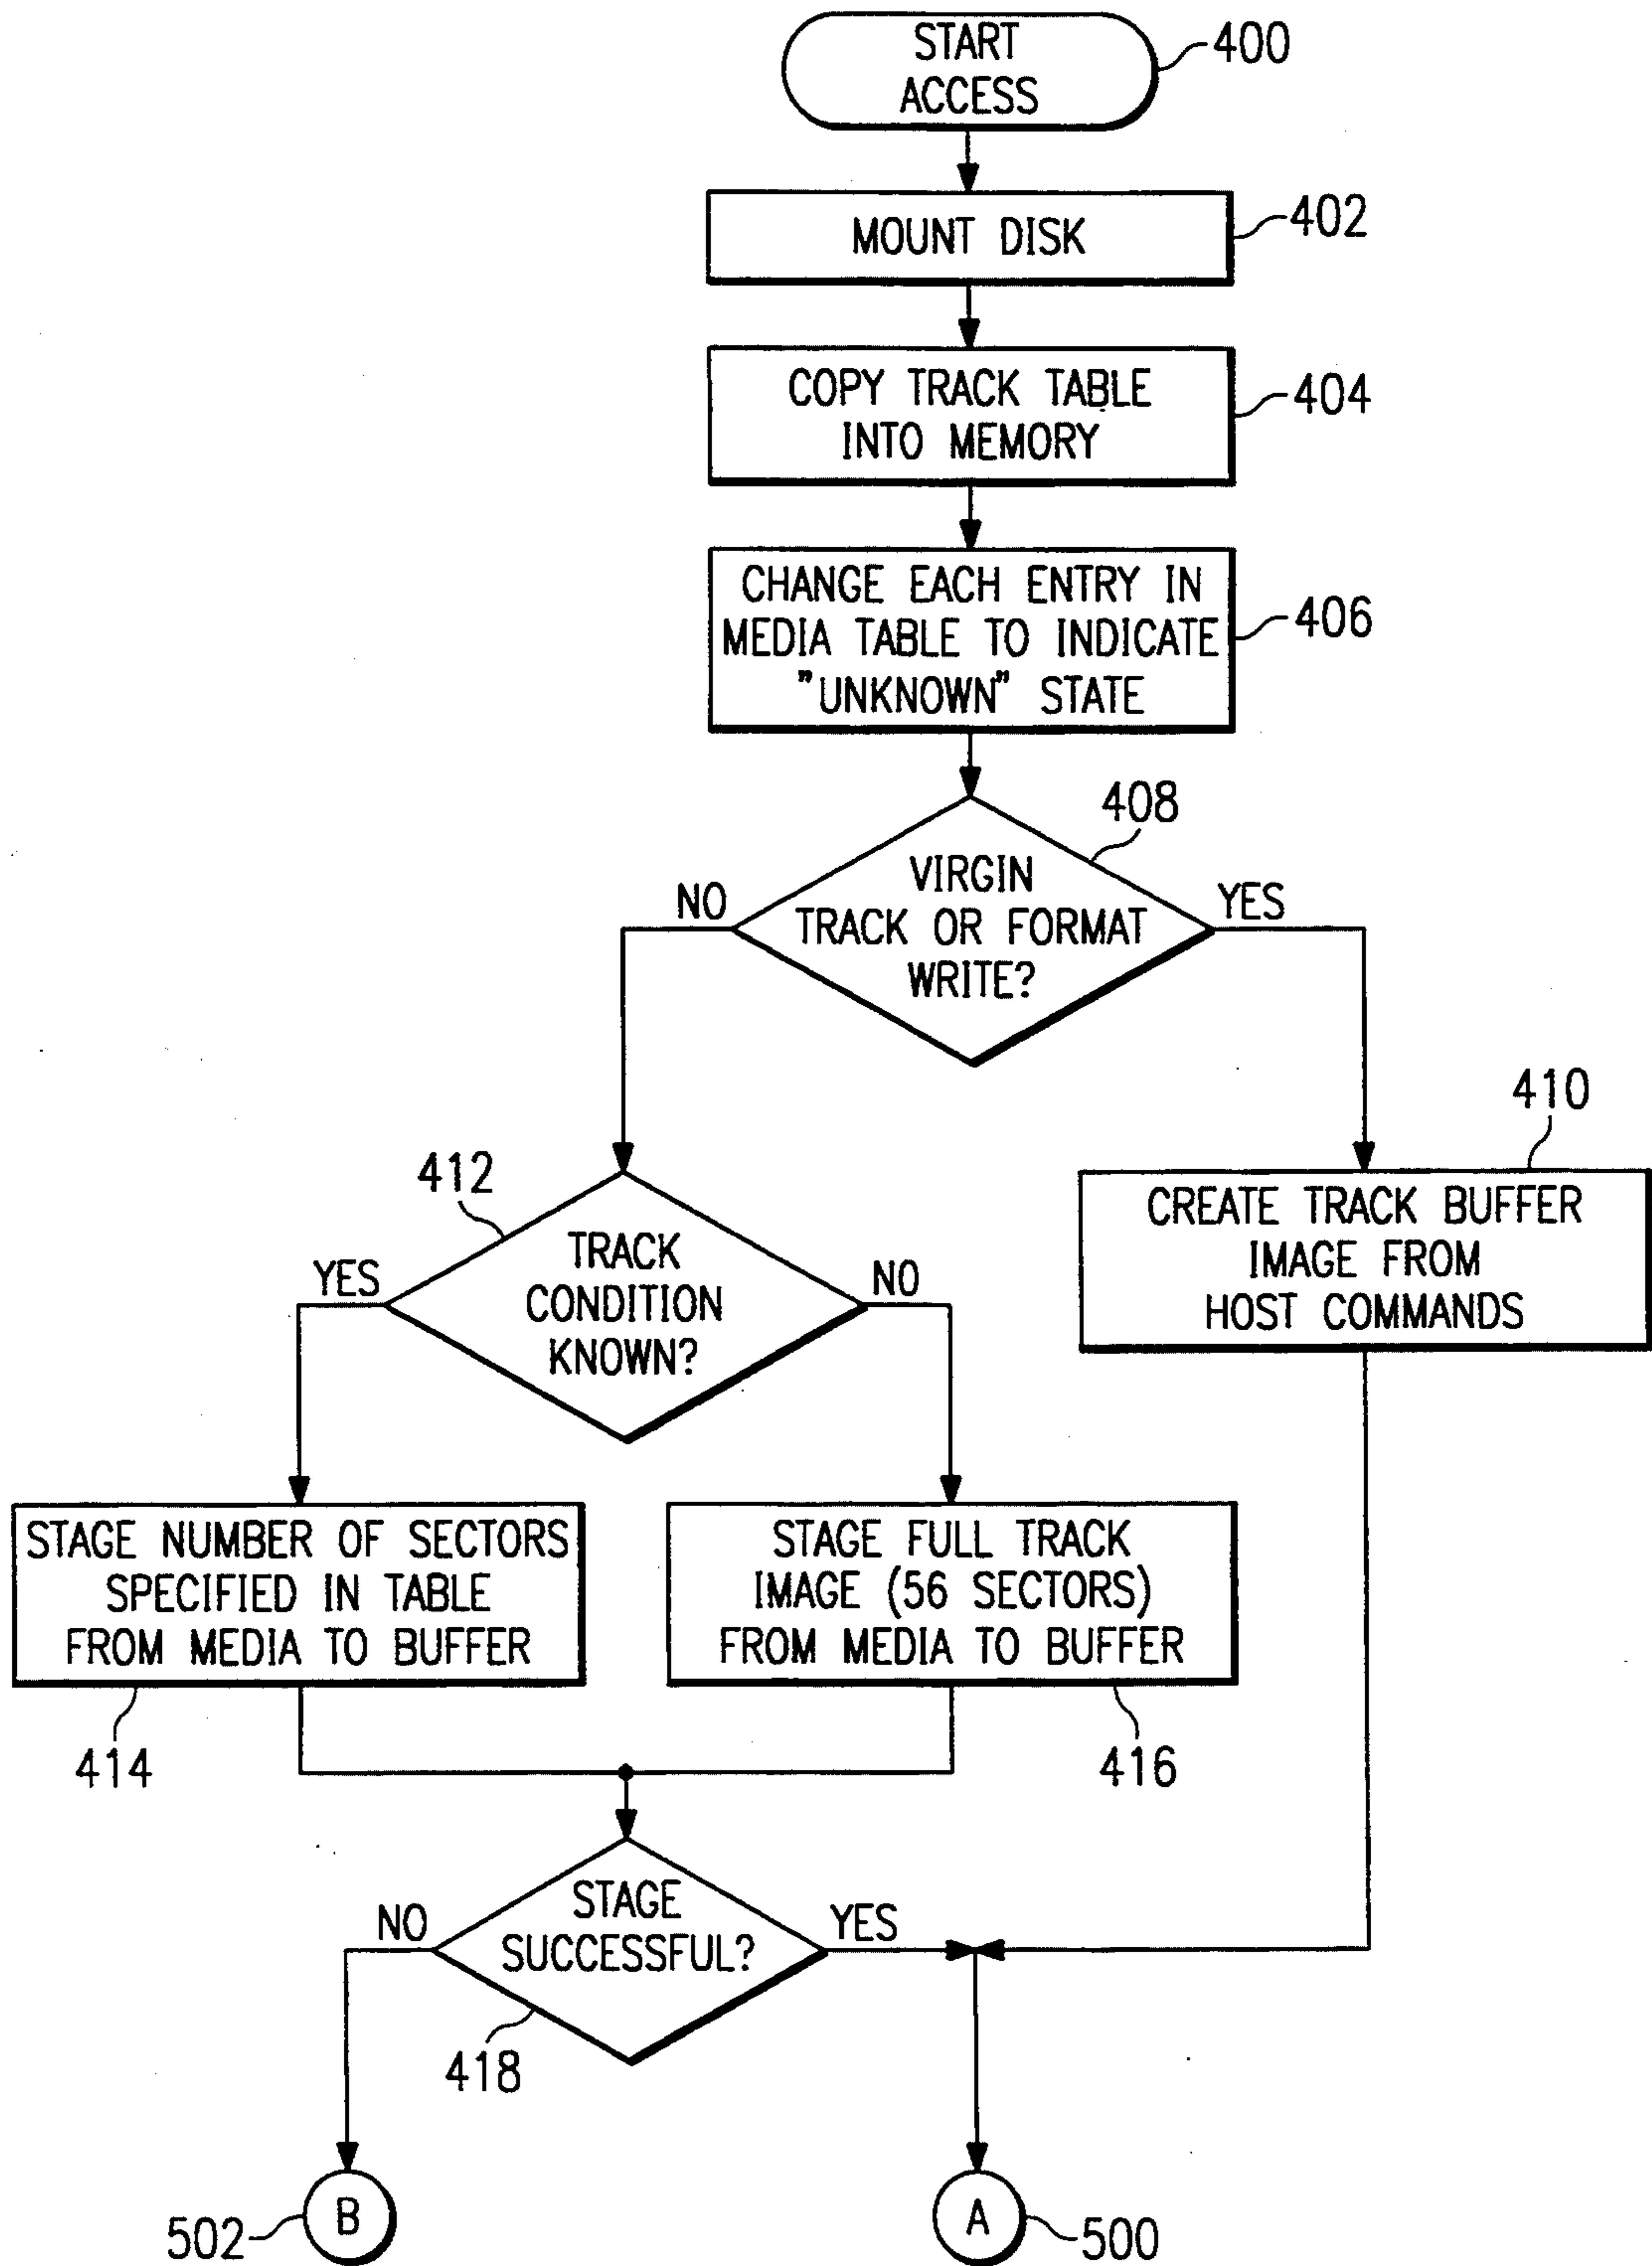 START
ACCESS
400
MOUNT DISK
402
COPY TRACK TABLE
INTO MEMORY
404
CHANGE EACH ENTRY IN
MEDIA TABLE TO INDICATE
"UNKNOWN" STATE
406
408
VIRGIN
TRACK OR FORMAT
WRITE?
NO
YES
410
CREATE TRACK BUFFER
IMAGE FROM
HOST COMMANDS
412
TRACK
CONDITION
KNOWN?
YES
NO
STAGE NUMBER OF SECTORS
SPECIFIED IN TABLE
FROM MEDIA TO BUFFER
414
STAGE FULL TRACK
IMAGE (56 SECTORS)
FROM MEDIA TO BUFFER
416
STAGE
SUCCESSFUL?
NO
YES
418
B
502
A
500